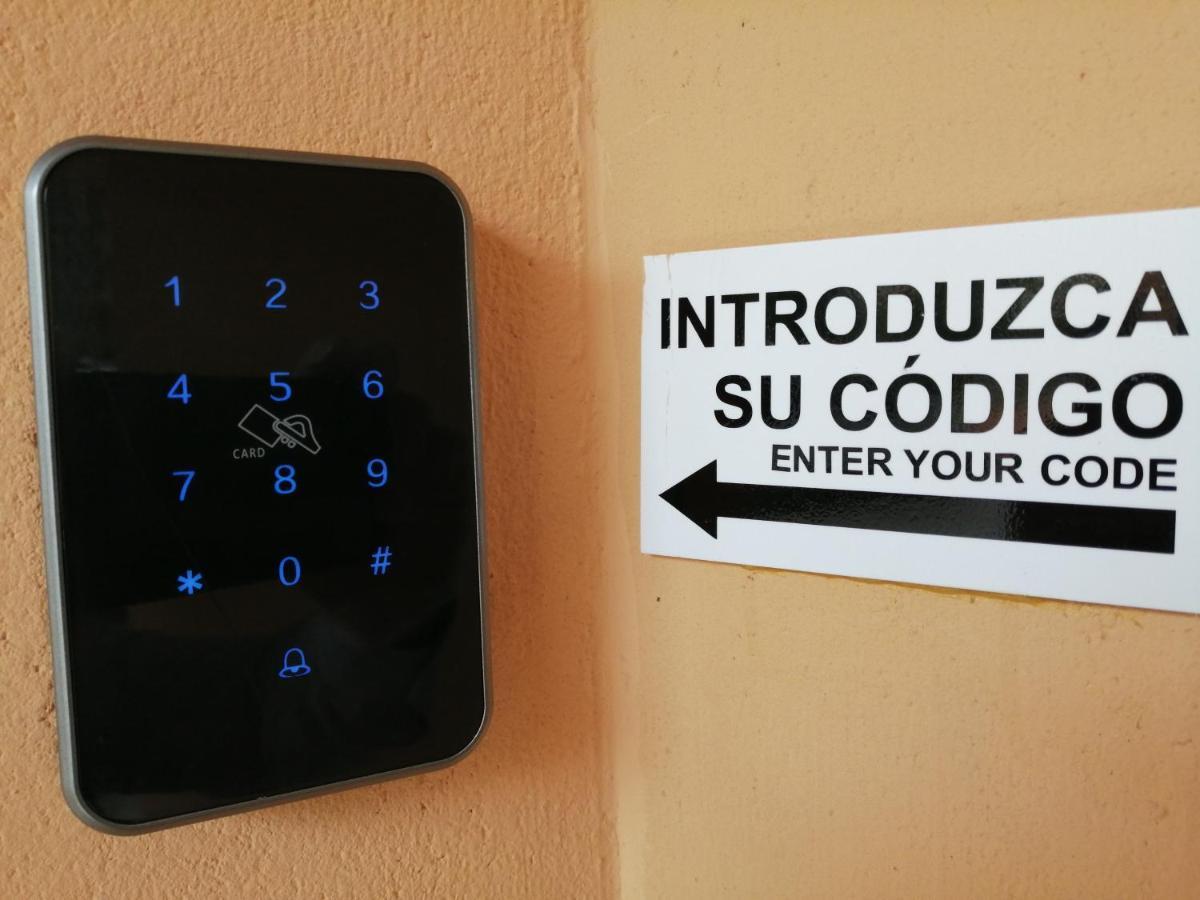 1 2 3
4 5 6
CARD
7 8 9
* 0 #
INTRODUZCA
SU CÓDIGO
ENTER YOUR CODE